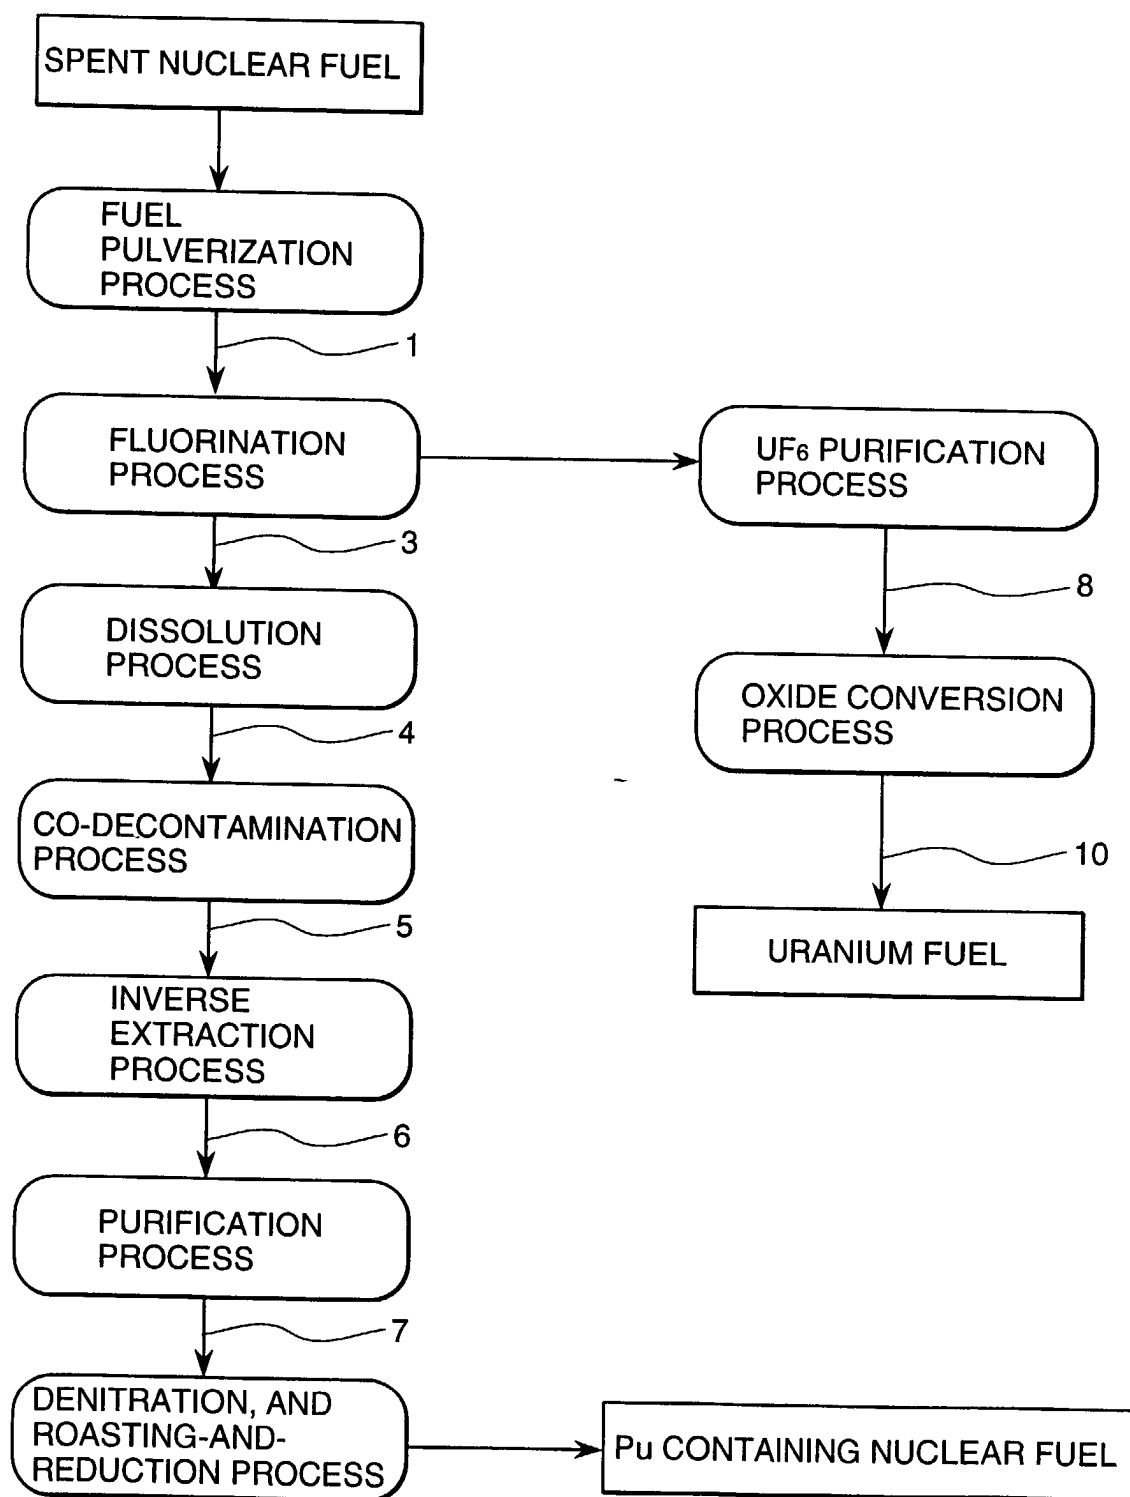 SPENT NUCLEAR FUEL
FUEL
PULVERIZATION
PROCESS
1
FLUORINATION
PROCESS
UF6 PURIFICATION
PROCESS
3
8
DISSOLUTION
PROCESS
OXIDE CONVERSION
PROCESS
4
CO-DECONTAMINATION
PROCESS
10
5
URANIUM FUEL
INVERSE
EXTRACTION
PROCESS
6
PURIFICATION
PROCESS
7
DENITRATION, AND
ROASTING-AND-
REDUCTION PROCESS
Pu CONTAINING NUCLEAR FUEL